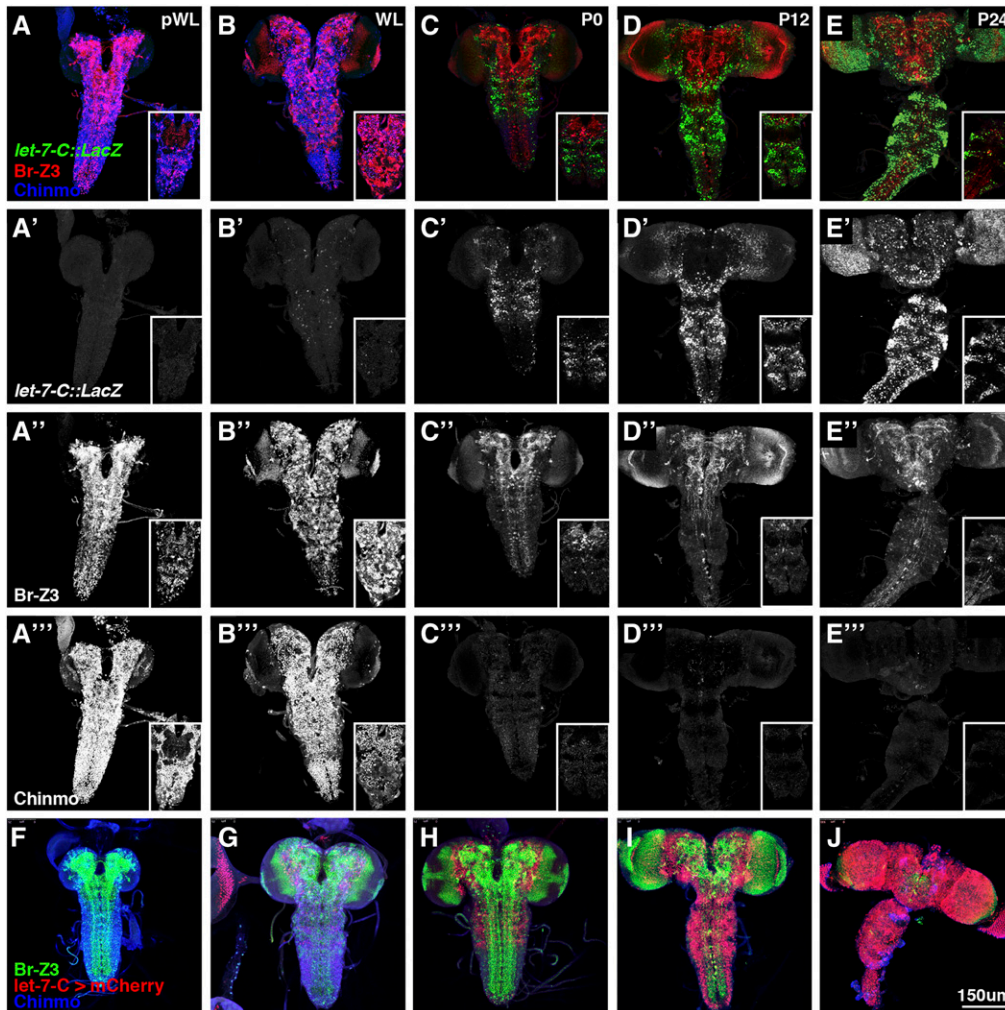 A
pWL
B
WL
C
P0
D
P12
E
P24
let-7-C::LacZ
Br-Z3
Chinmo
A'
B'
C'
D'
E'
let-7-C::LacZ
A''
B''
C''
D''
E''
Br-Z3
A'''
B'''
C'''
D'''
E'''
Chinmo
F
G
H
I
J
Br-Z3
let-7-C > mCherry
Chinmo
150um